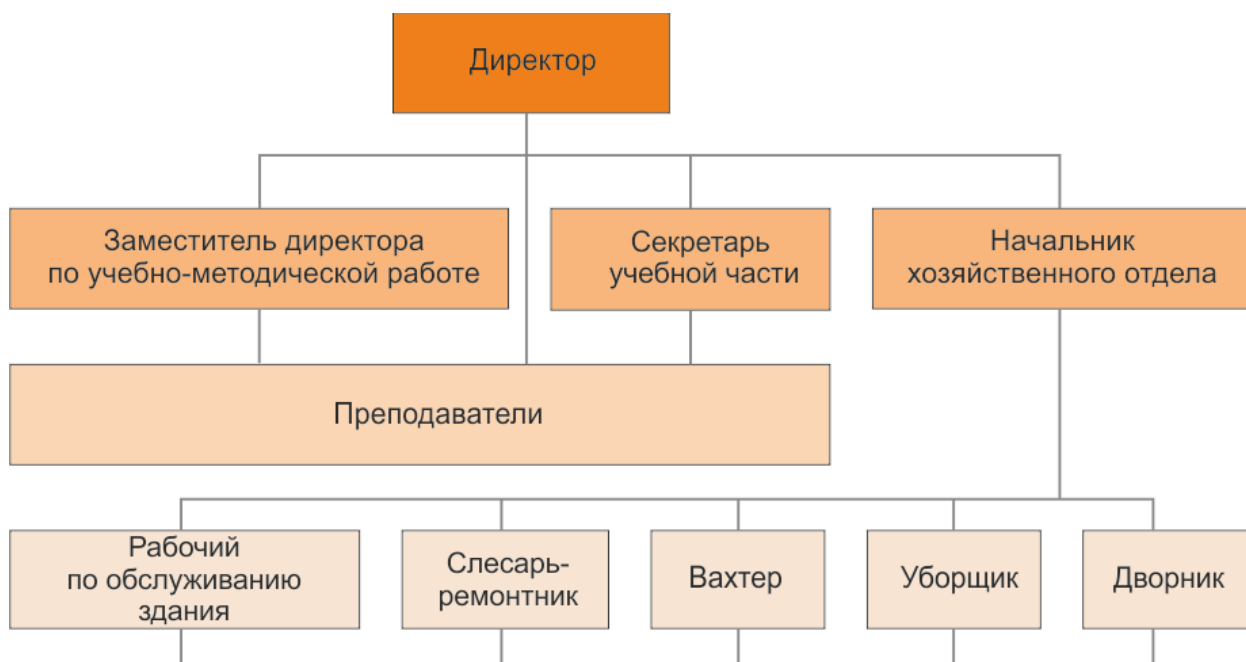 Директор
Заместитель директора
по учебно-методической работе
Секретарь
учебной части
Начальник
хозяйственного отдела
Преподаватели
Рабочий
по обслуживанию
здания
Слесарь-
ремонтник
Вахтер
Уборщик
Дворник